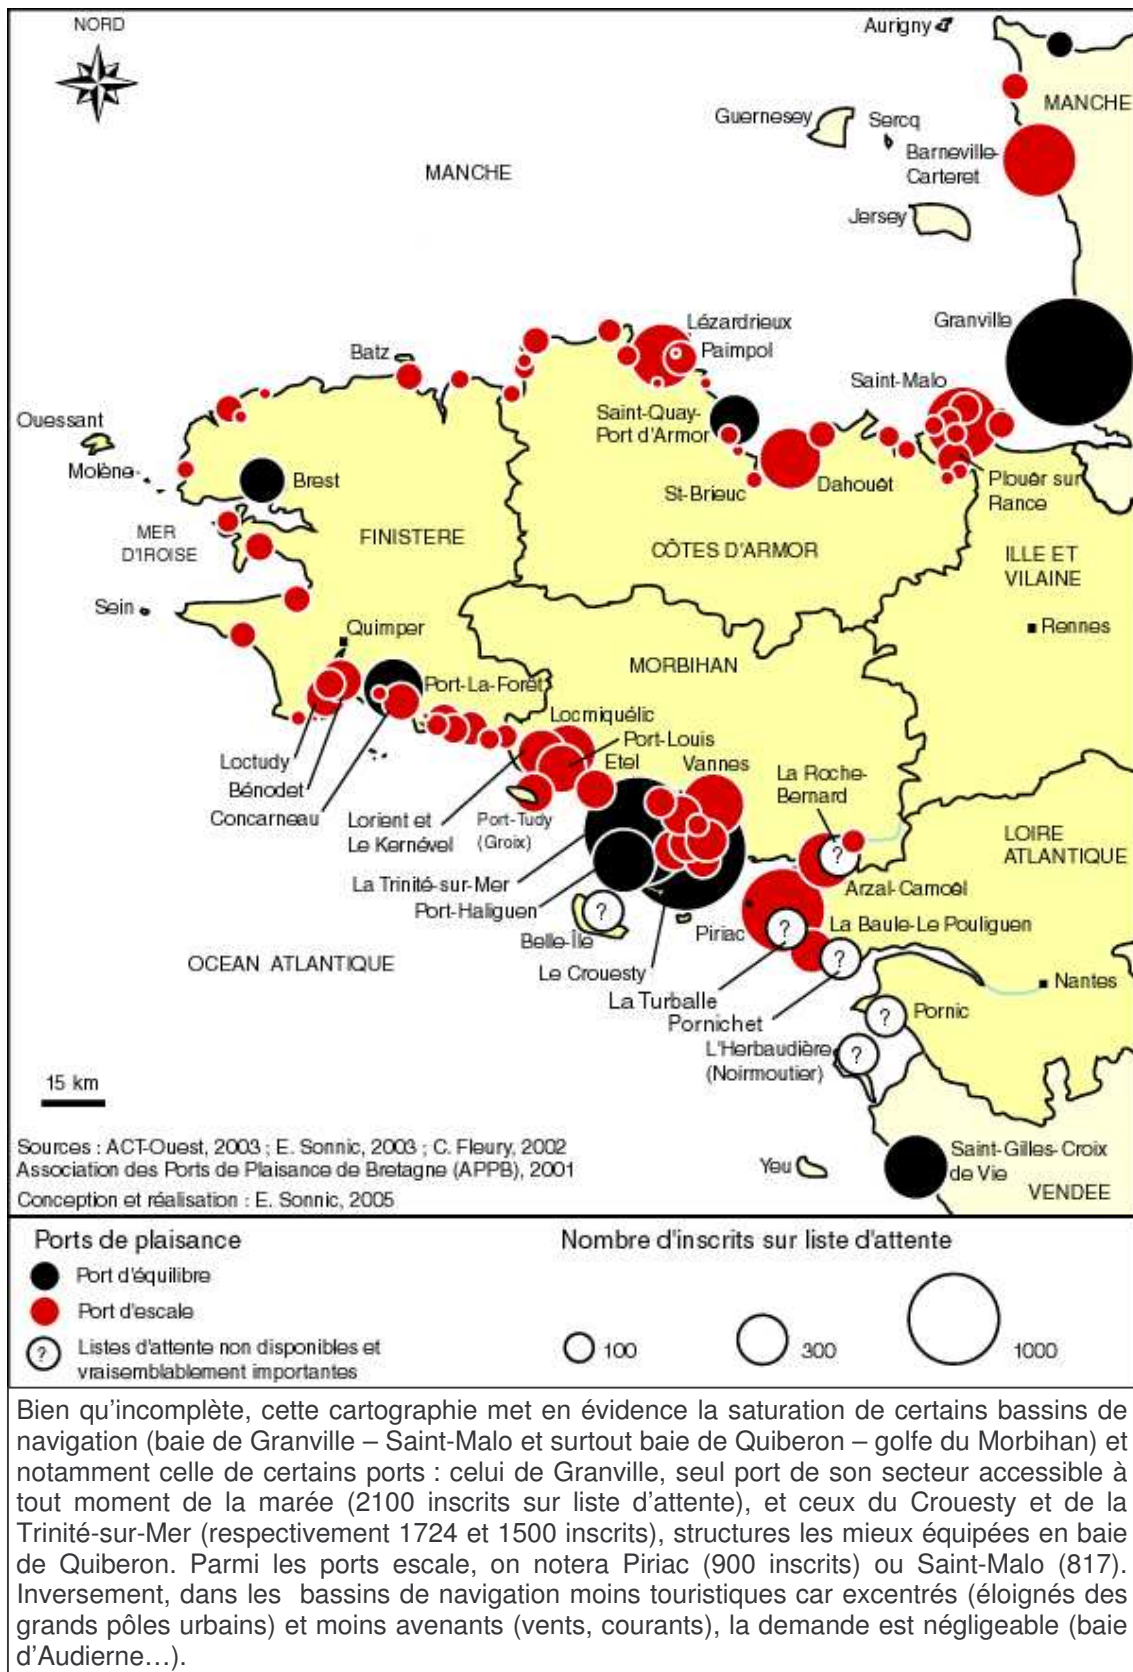 NORD
Aurigny
MANCHE
Guernesey
Sercq
Barneville-
Carteret
MANCHE
Jersey
Granville
Lézardrieux
Paimpol
Batz
Saint-Malo
Saint-Quay-
Port d'Armor
Ouessant
Molène
Brest
St-Brieuc
Dahouët
Plouër sur
Rance
MER
D'IROISE
FINISTERE
CÔTES D'ARMOR
ILLE ET
VILAINE
Sein
Quimper
Rennes
MORBIHAN
Port-La-Forêt
Locmiquélic
Port-Louis
Etel
Vannes
Loctudy
Bénodet
Concarneau
La Roche-
Bernard
Lorient et
Le Kernével
Port-Tudy
(Groix)
LOIRE
ATLANTIQUE
?
La Trinité-sur-Mer
Arzal-Camoël
Port-Haliguen
?
Belle-Île
Piriac
?
La Baule-Le Pouliguen
OCEAN ATLANTIQUE
Le Crouesty
?
Nantes
La Turballe
Pornichet
?
Pornic
L'Herbaudière
(Noirmoutier)
?
15 km
Sources : ACT-Ouest, 2003 ; E. Sonnic, 2003 ; C. Fleury, 2002
Association des Ports de Plaisance de Bretagne (APPB), 2001
Conception et réalisation : E. Sonnic, 2005
Yeu
Saint-Gilles-Croix
de Vie
VENDEE
Ports de plaisance
Port d'équilibre
Port d'escale
? Listes d'attente non disponibles et
vraisemblablement importantes
Nombre d'inscrits sur liste d'attente
100
300
1000
Bien qu'incomplète, cette cartographie met en évidence la saturation de certains bassins de
navigation (baie de Granville – Saint-Malo et surtout baie de Quiberon – golfe du Morbihan) et
notamment celle de certains ports : celui de Granville, seul port de son secteur accessible à
tout moment de la marée (2100 inscrits sur liste d'attente), et ceux du Crouesty et de la
Trinité-sur-Mer (respectivement 1724 et 1500 inscrits), structures les mieux équipées en baie
de Quiberon. Parmi les ports escale, on notera Piriac (900 inscrits) ou Saint-Malo (817).
Inversement, dans les bassins de navigation moins touristiques car excentrés (éloignés des
grands pôles urbains) et moins avenants (vents, courants), la demande est négligeable (baie
d'Audierne…).